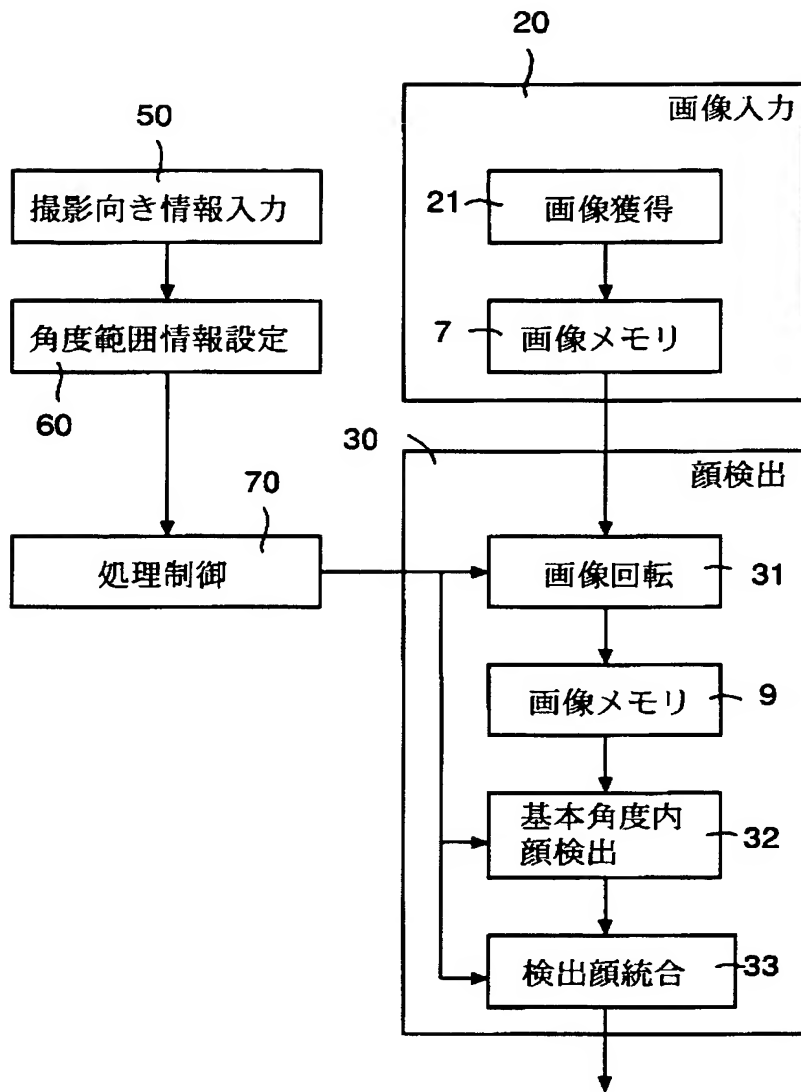 20
画像入力
50
撮影向き情報入力
21
画像獲得
角度範囲情報設定
60
7
画像メモリ
30
顔検出
70
処理制御
画像回転
31
画像メモリ
9
基本角度内
顔検出
32
検出顔統合
33